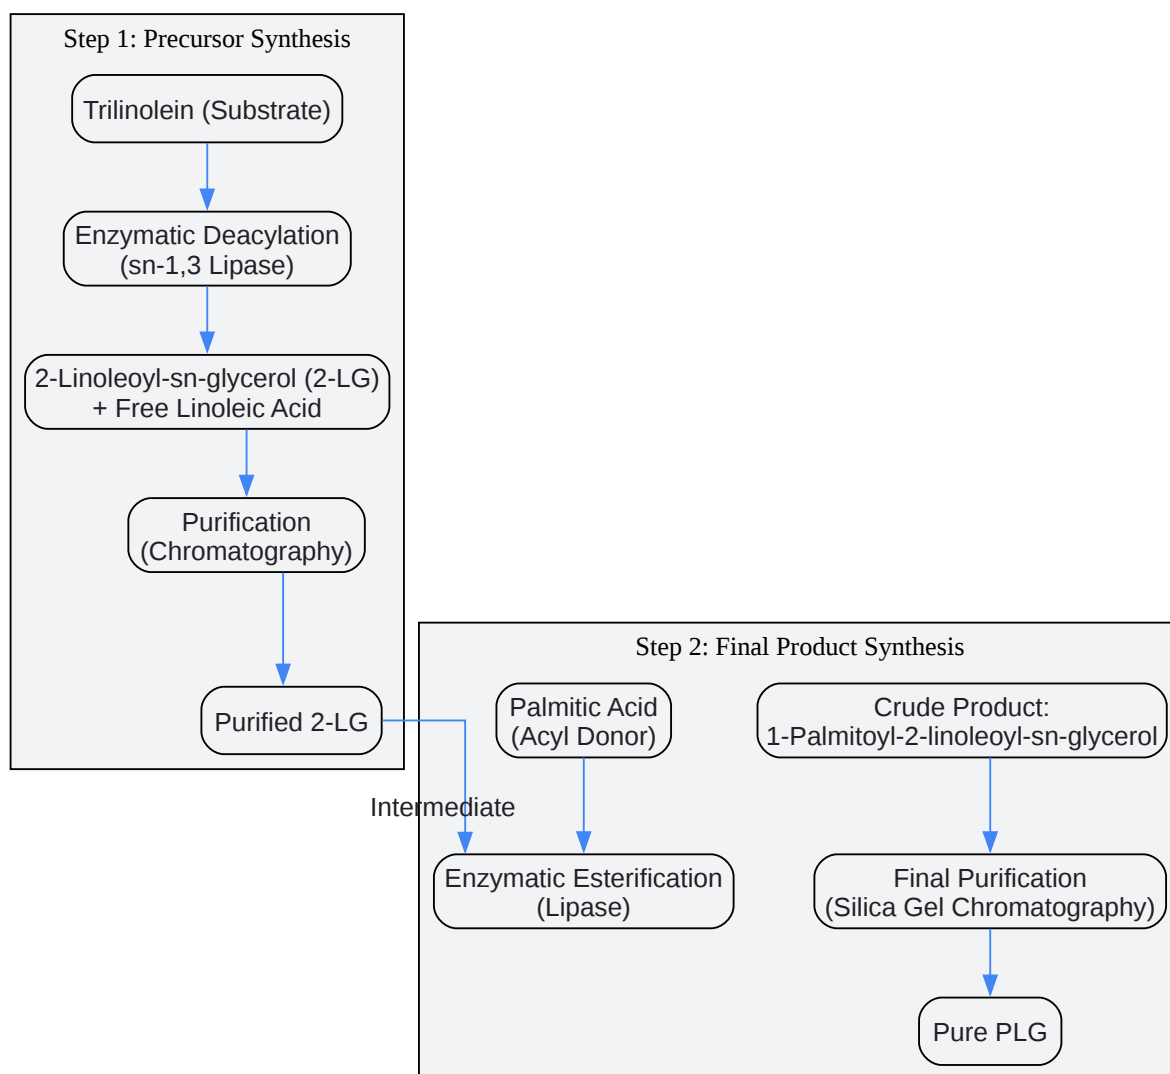 Step 1: Precursor Synthesis
Trilinolein (Substrate)
Enzymatic Deacylation
(sn-1,3 Lipase)
2-Linoleoyl-sn-glycerol (2-LG)
+ Free Linoleic Acid
Purification
(Chromatography)
Purified 2-LG
Intermediate
Step 2: Final Product Synthesis
Palmitic Acid
(Acyl Donor)
Enzymatic Esterification
(Lipase)
Crude Product:
1-Palmitoyl-2-linoleoyl-sn-glycerol
Final Purification
(Silica Gel Chromatography)
Pure PLG